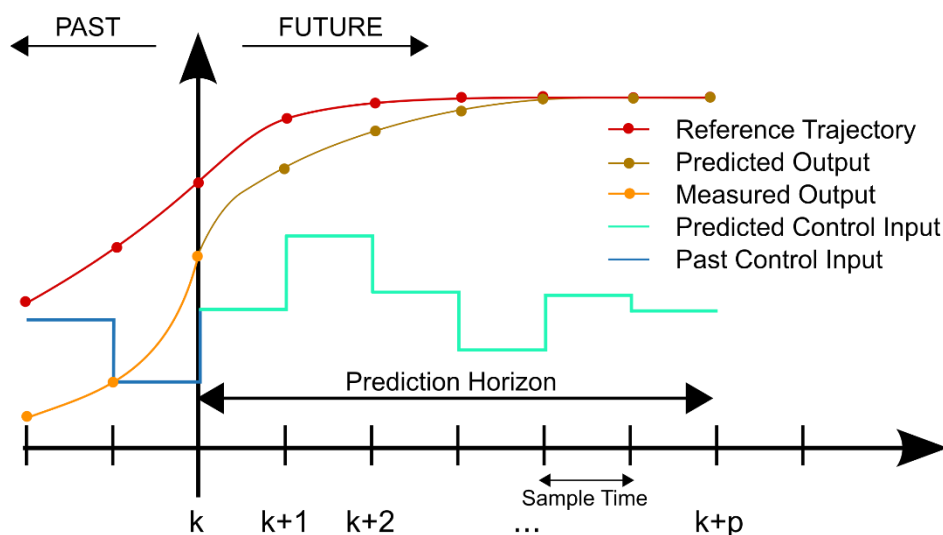 PAST
FUTURE
Reference Trajectory
Predicted Output
Measured Output
Predicted Control Input
Past Control Input
Prediction Horizon
Sample Time
k
k+1
k+2
...
k+p